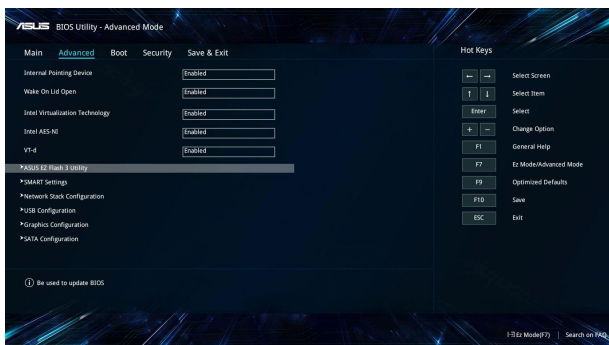 ASUS BIOS Utility - Advanced Mode
Main Advanced Boot Security Save & Exit
Internal Pointing Device Enabled
Wake On Lid Open Enabled
Intel Virtualization Technology Enabled
Intel AES-NI Enabled
VT-d Enabled
ASUS EZ Flash 3 Utility
SMART Settings
Network Stack Configuration
USB Configuration
Graphics Configuration
SATA Configuration
Be used to update BIOS
Hot Keys
← → Select Screen
↑ ↓ Select Item
Enter Select
+ − Change Option
F1 General Help
F7 Ez Mode/Advanced Mode
F9 Optimized Defaults
F10 Save
ESC Exit
Ez Mode(F7) | Search on FAQ